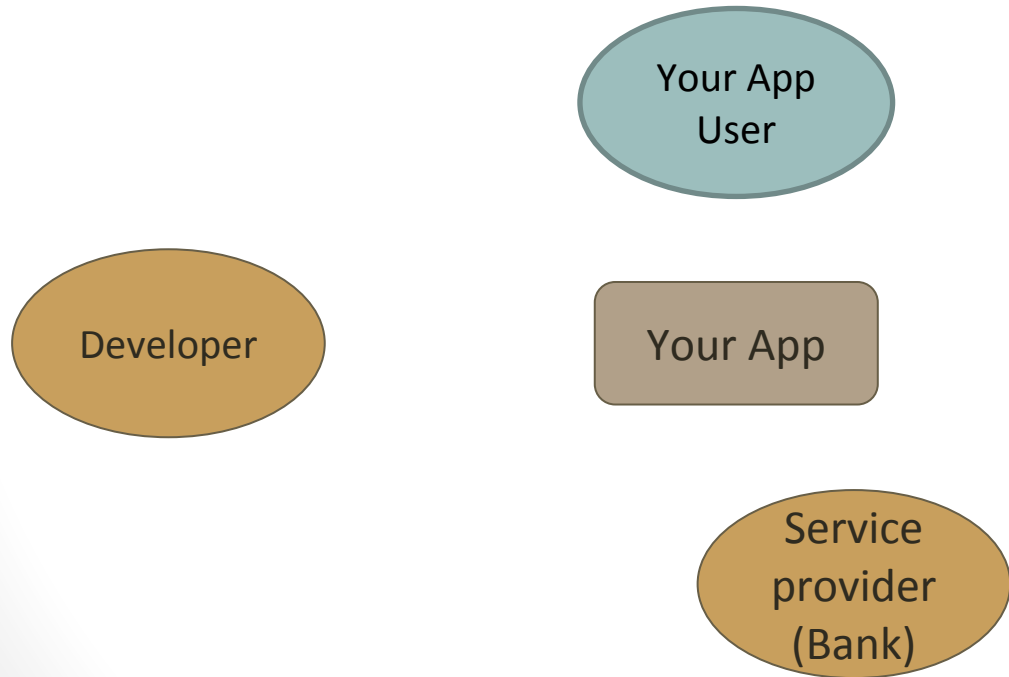 Your App
User
Developer
Your App
Service
provider
(Bank)